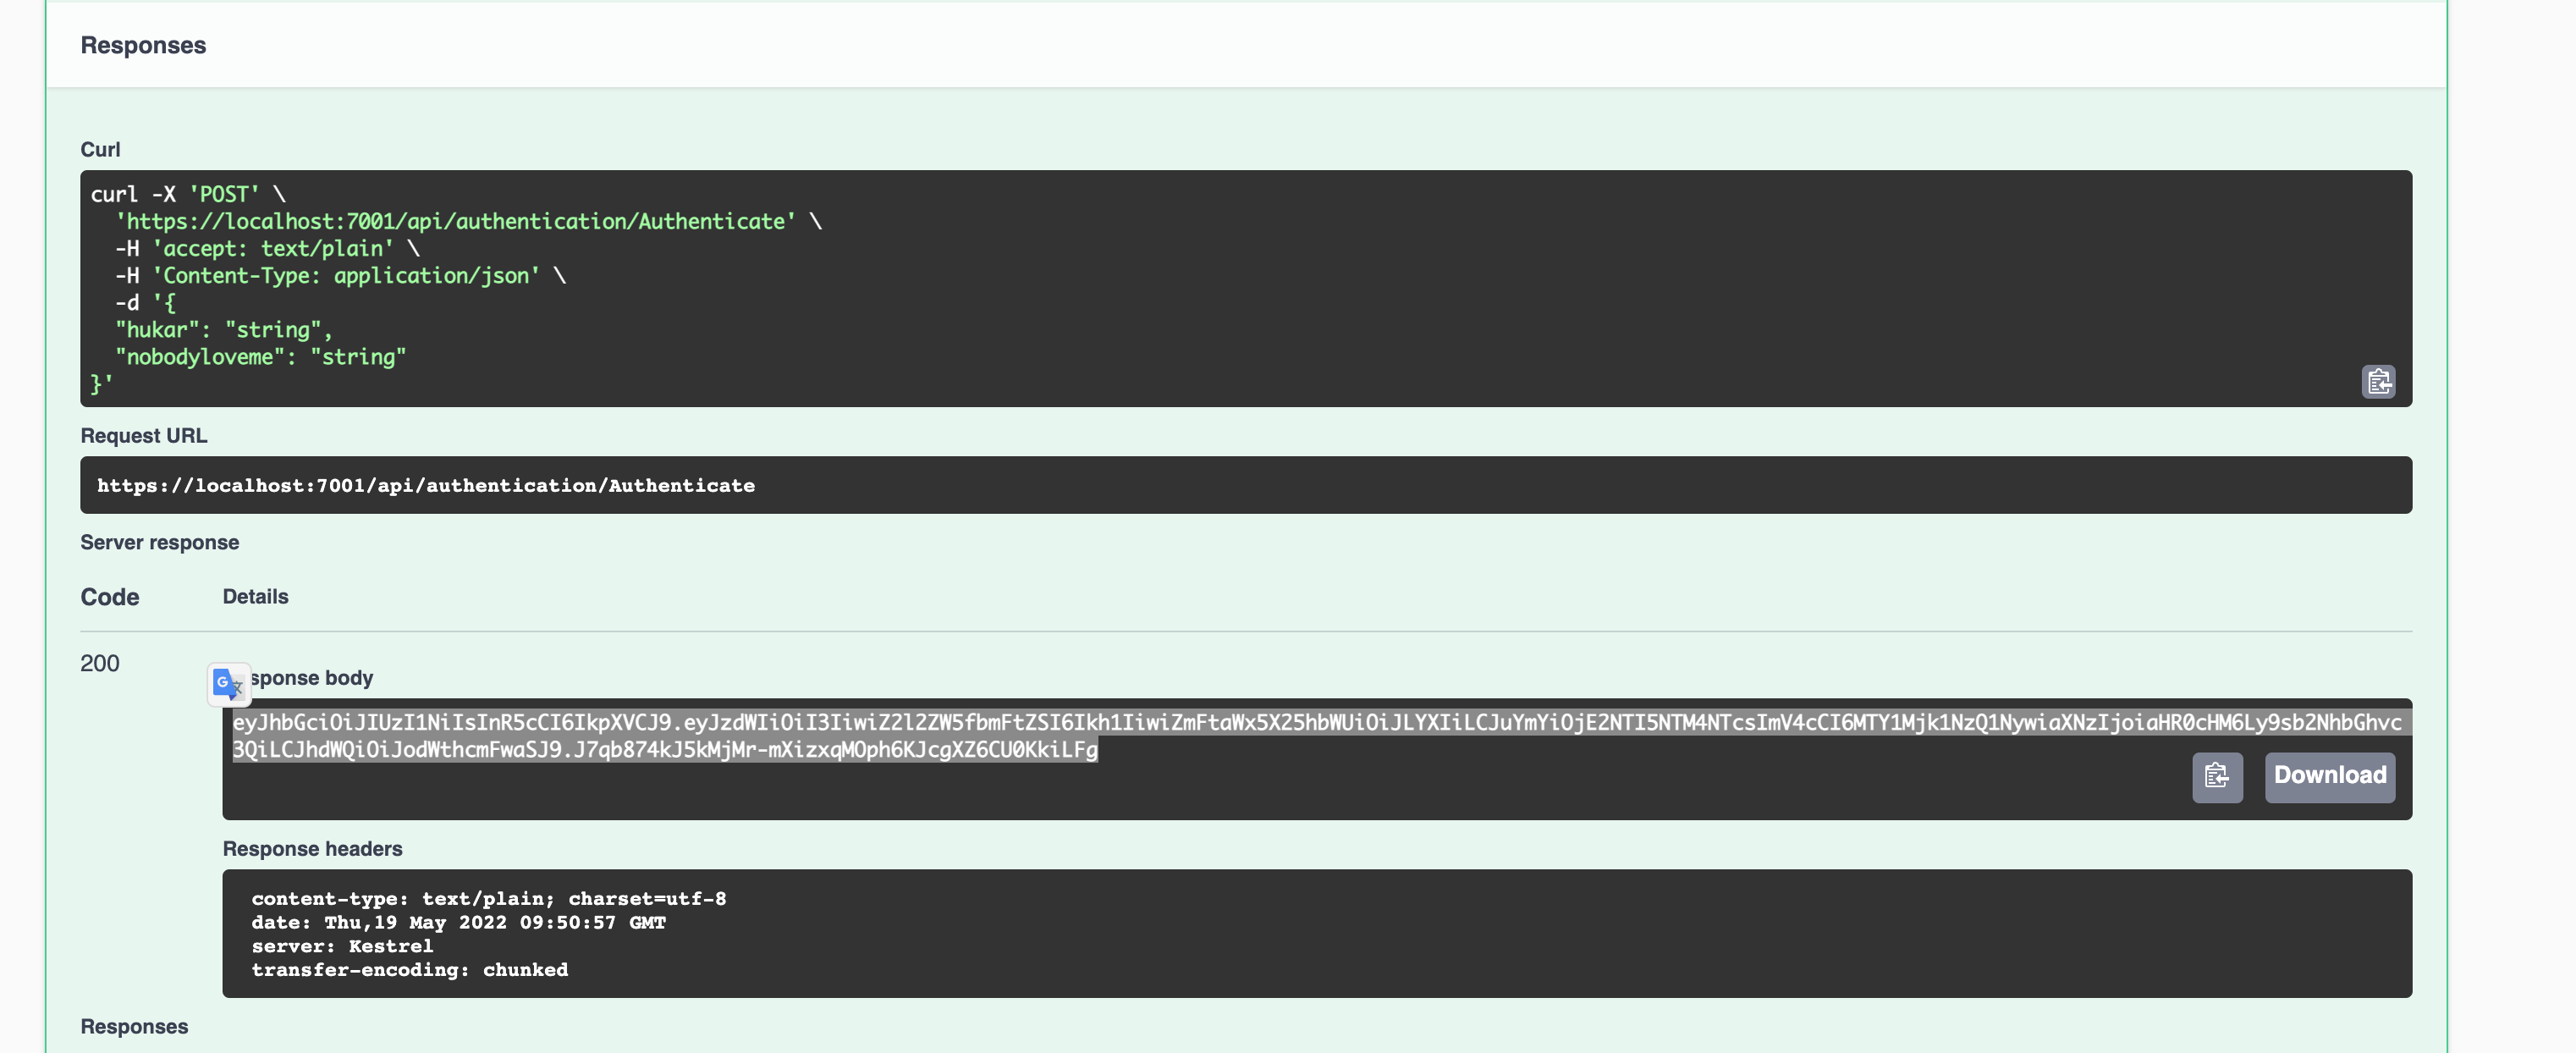 Responses
Curl
curl -X 'POST' \
'https://localhost:7001/api/authentication/Authenticate' \
-H 'accept: text/plain' \
-H 'Content-Type: application/json' \
-d '{
"hukar": "string",
"nobodyloveme": "string"
}'
Request URL
https://localhost:7001/api/authentication/Authenticate
Server response
Code Details
200
sponse body
eyJhbGciOiJIUzI1NiIsInR5cCI6IkpXVCJ9.eyJzdWIiOiI3IiwiZ2l2ZW5fbmFtZSI6Ikh1IiwiZmFtaWx5X25hbWUiOiJLYXIiLCJuYmYiOjE2NTI5NTM4NTcsImV4cCI6MTY1Mjk1NzQ1NywiaXNzIjoiaHR0cHM6Ly9sb2NhbGhvc
3QiLCJhdWQiOiJodWthcmFwaSJ9.J7qb874kJ5kMjMr-mXizxqMOph6KJcgXZ6CU0KkiLFg
Download
Response headers
content-type: text/plain; charset=utf-8
date: Thu,19 May 2022 09:50:57 GMT
server: Kestrel
transfer-encoding: chunked
Responses